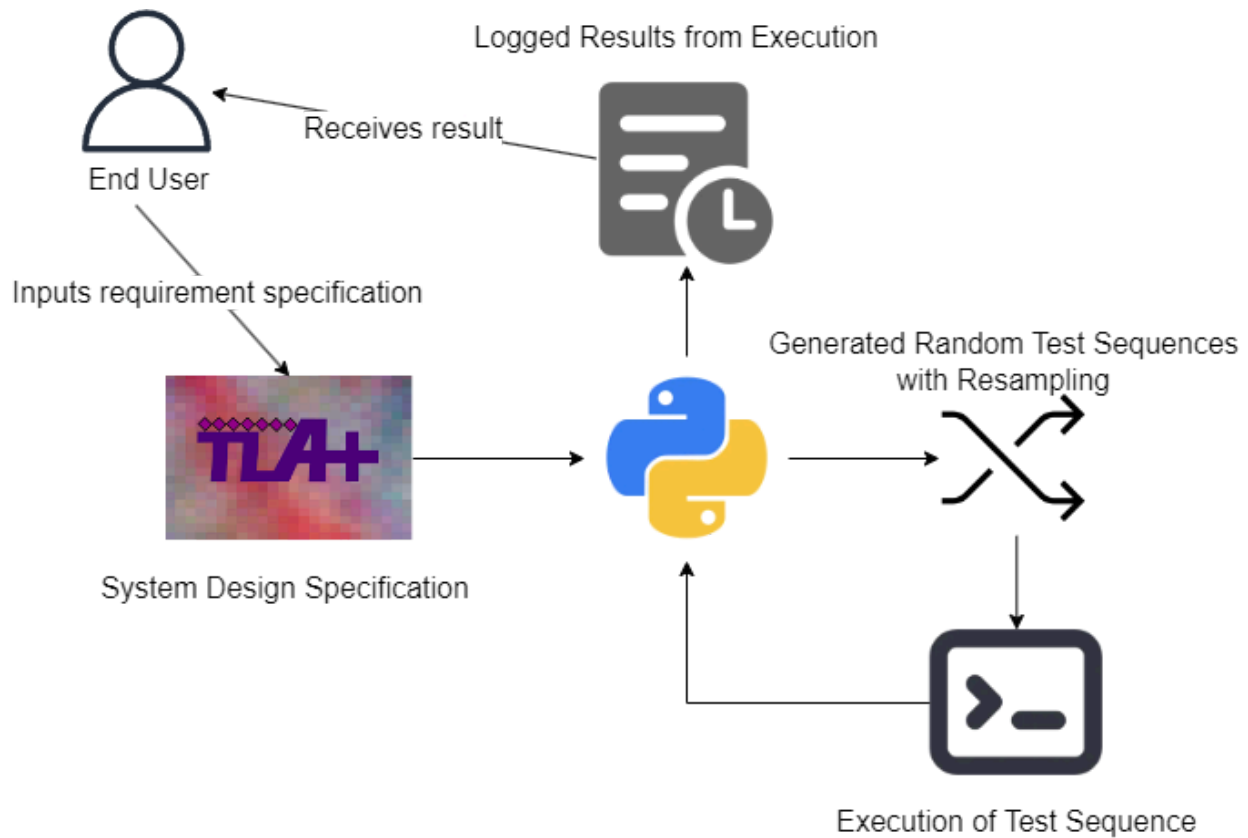 Logged Results from Execution
Receives result
End User
Inputs requirement specification
Generated Random Test Sequences
with Resampling
TLA+
System Design Specification
Execution of Test Sequence